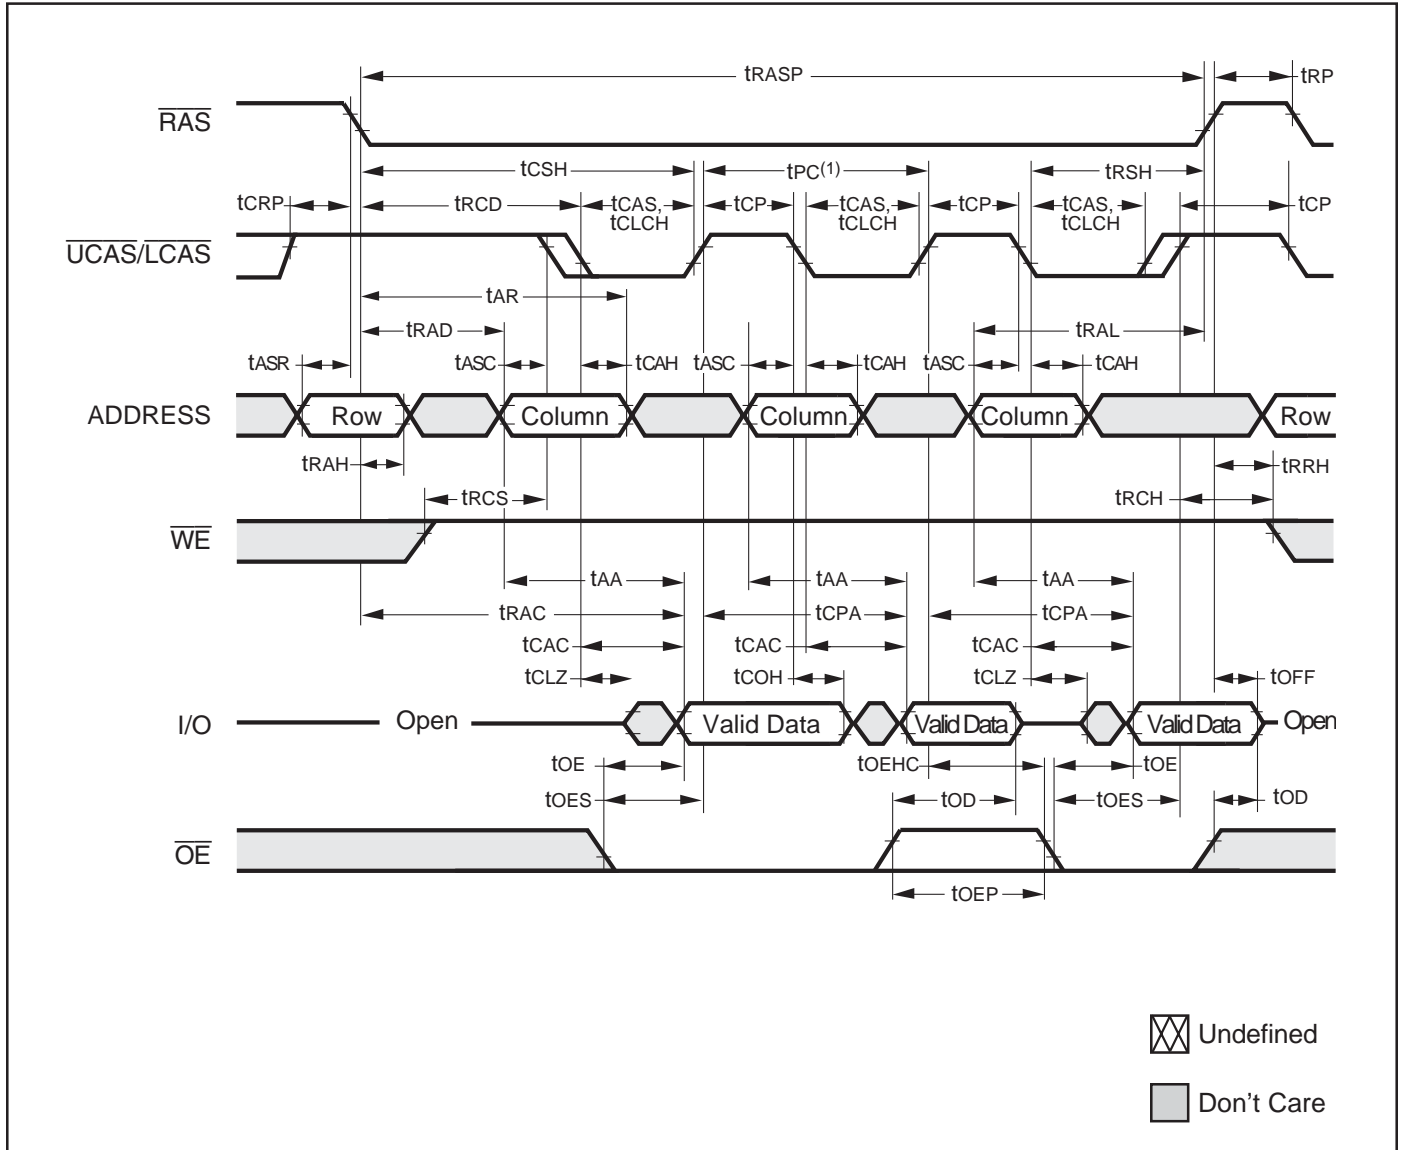 tRASP tRP
RAS
tCSH tPC(1) tRSH
tCRP tRCD tCAS, tCLCH tCP tCAS, tCLCH tCP tCAS, tCLCH tCP
UCAS/LCAS
tAR
tRAD tRAL
tASR tASC tCAH tASC tCAH tASC tCAH
ADDRESS Row Column Column Column Row
tRAH tRRH
tRCS tRCH
WE
tAA tAA tAA
tRAC tCPA tCPA
tCAC tCAC tCAC
tCLZ tCOH tCLZ tOFF
I/O Open Valid Data Valid Data Valid Data Open
tOE tOEHC tOE
tOES tOD tOES tOD
OE
tOEP
Undefined
Don't Care